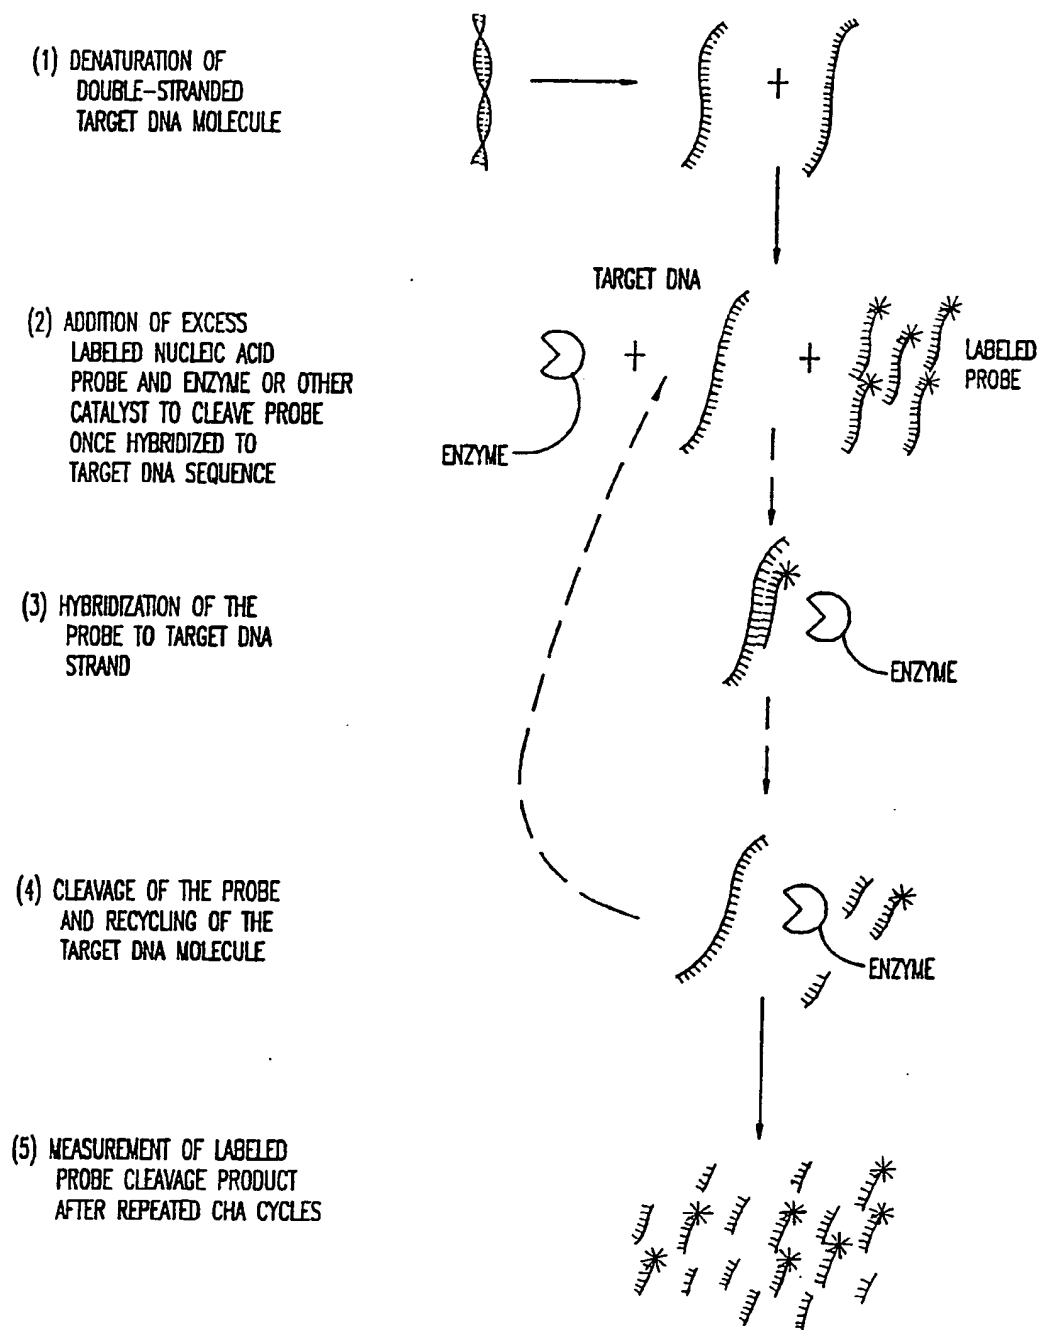 (1) DENATURATION OF
DOUBLE-STRANDED
TARGET DNA MOLECULE
TARGET DNA
(2) ADDITION OF EXCESS
LABELED NUCLEIC ACID
PROBE AND ENZYME OR OTHER
CATALYST TO CLEAVE PROBE
ONCE HYBRIDIZED TO
TARGET DNA SEQUENCE
ENZYME
+
+
+
LABELED
PROBE
(3) HYBRIDIZATION OF THE
PROBE TO TARGET DNA
STRAND
ENZYME
(4) CLEAVAGE OF THE PROBE
AND RECYCLING OF THE
TARGET DNA MOLECULE
ENZYME
(5) MEASUREMENT OF LABELED
PROBE CLEAVAGE PRODUCT
AFTER REPEATED CHA CYCLES